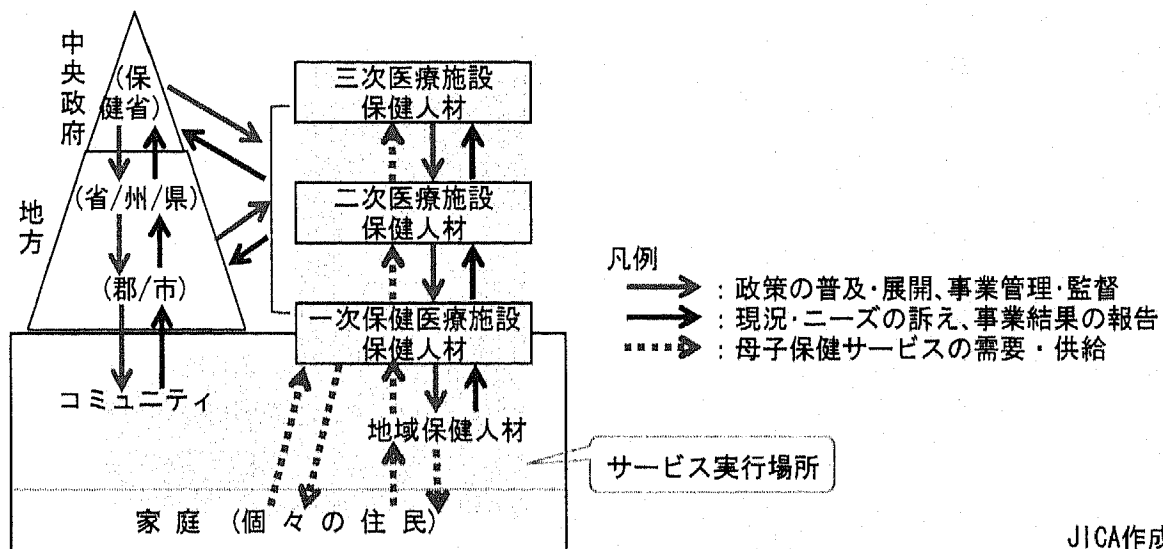 中央政府
(保
健省)
地方
(省/州/県)
(郡/市)
コミュニティ
三次医療施設
保健人材
二次医療施設
保健人材
一次保健医療施設
保健人材
地域保健人材
家庭 (個々の住民)
サービス実行場所
凡例
:政策の普及・展開、事業管理・監督
:現況・ニーズの訴え、事業結果の報告
:母子保健サービスの需要・供給
JICA作成